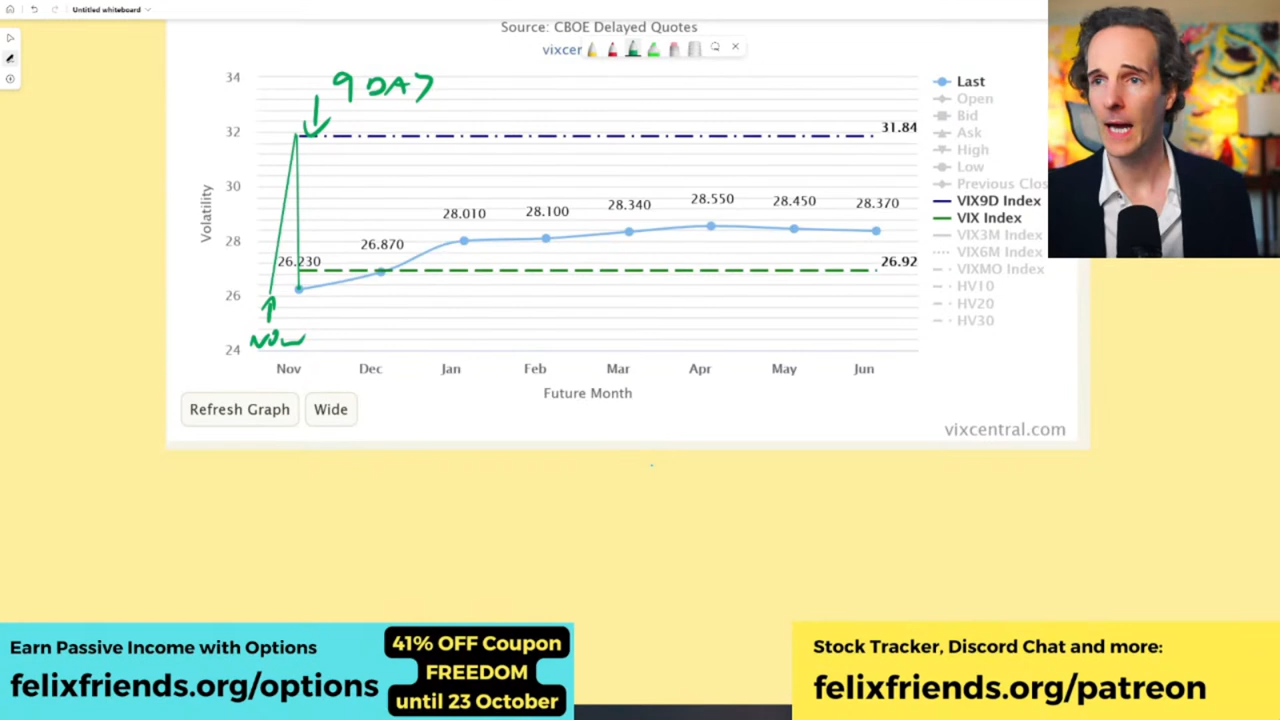 Untitled whiteboard
Source: CBOE Delayed Quotes
vixcen
9 DAY
34
32
30
28
26
24
Volatility
31.84
26.230
26.870
28.010
28.100
28.340
28.550
28.450
28.370
26.92
NOW
Nov
Dec
Jan
Feb
Mar
Apr
May
Jun
Future Month
Last
Open
Bid
Ask
High
Low
Previous Clos
VIX9D Index
VIX Index
VIX3M Index
VIX6M Index
VIXMO Index
HV10
HV20
HV30
Refresh Graph
Wide
vixcentral.com
Earn Passive Income with Options
felixfriends.org/options
41% OFF Coupon
FREEDOM
until 23 October
Stock Tracker, Discord Chat and more:
felixfriends.org/patreon